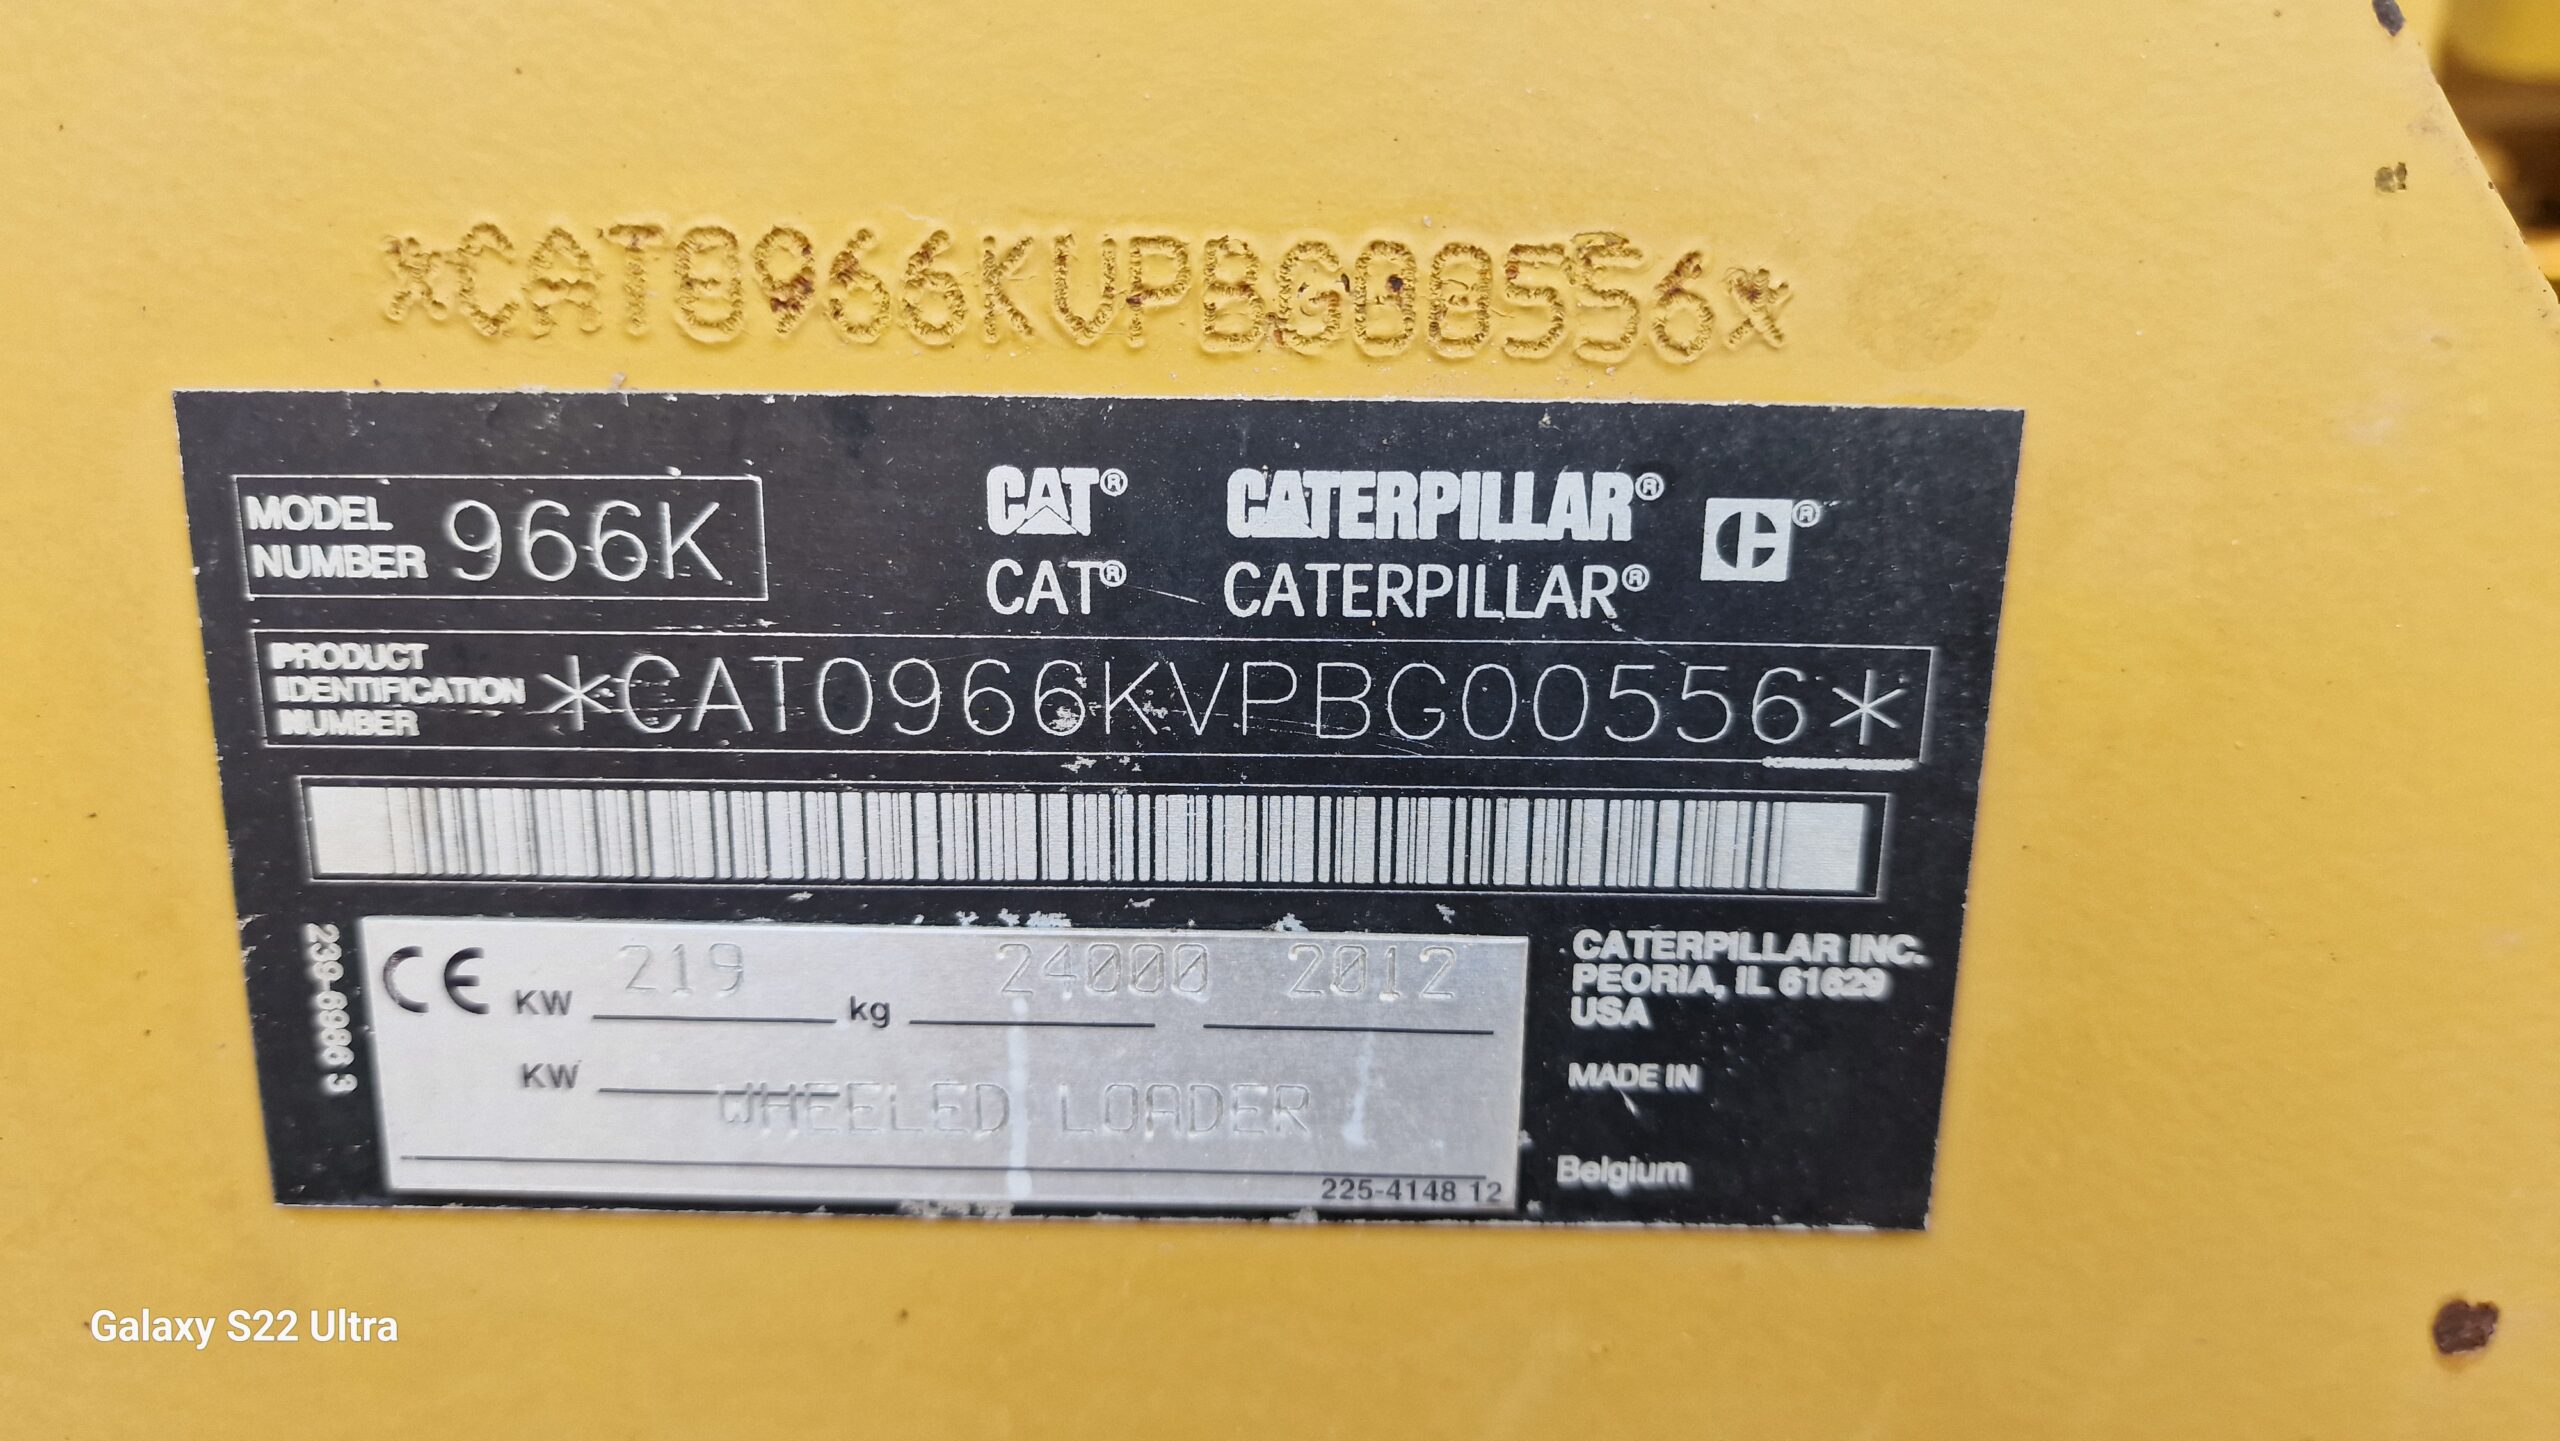 *CAT0966KVPBG00556*
MODEL NUMBER 966K
CAT® CATERPILLAR® ®
CAT® CATERPILLAR®
PRODUCT IDENTIFICATION NUMBER *CAT0966KVPBG00556*
239-6986 3
CE KW 219 kg 24000 2012
KW
WHEELED LOADER
225-4148 12
CATERPILLAR INC.
PEORIA, IL 61629
USA
MADE IN
Belgium
Galaxy S22 Ultra